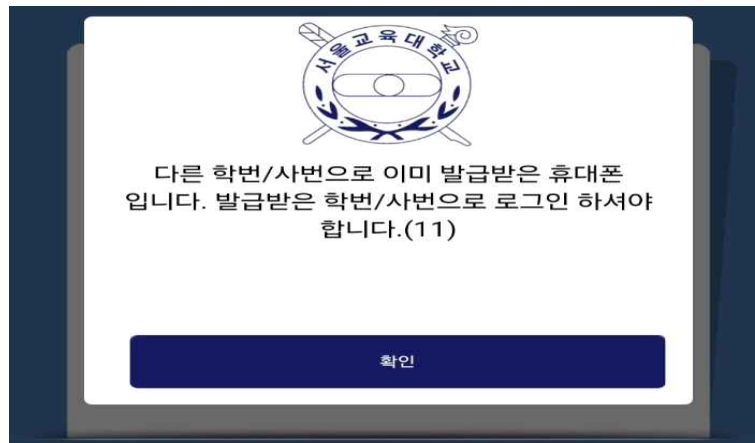 서울교육대학교
다른 학번/사번으로 이미 발급받은 휴대폰
입니다. 발급받은 학번/사번으로 로그인 하셔야
합니다.(11)
확인